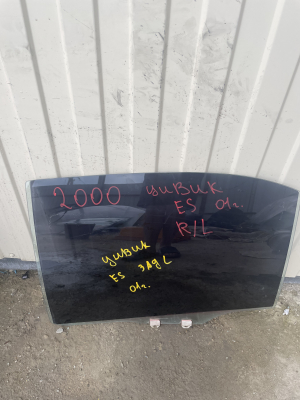 2000 цивик
ES 01г.
R/L
цивик
ES зад L
01г.